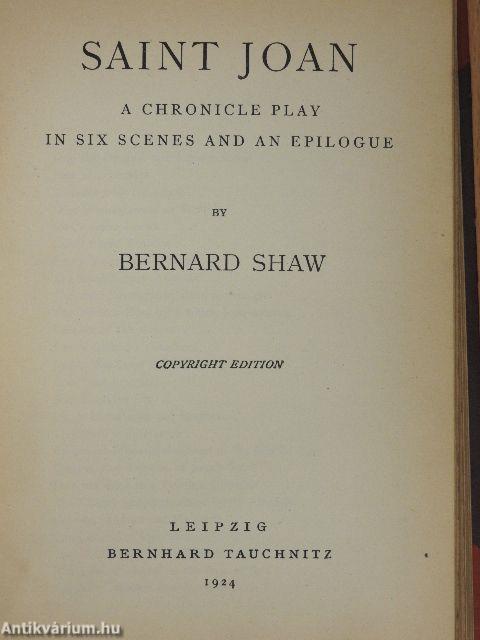 SAINT JOAN
A CHRONICLE PLAY
IN SIX SCENES AND AN EPILOGUE
BY
BERNARD SHAW
COPYRIGHT EDITION
LEIPZIG
BERNHARD TAUCHNITZ
1924
Antikvárium.hu